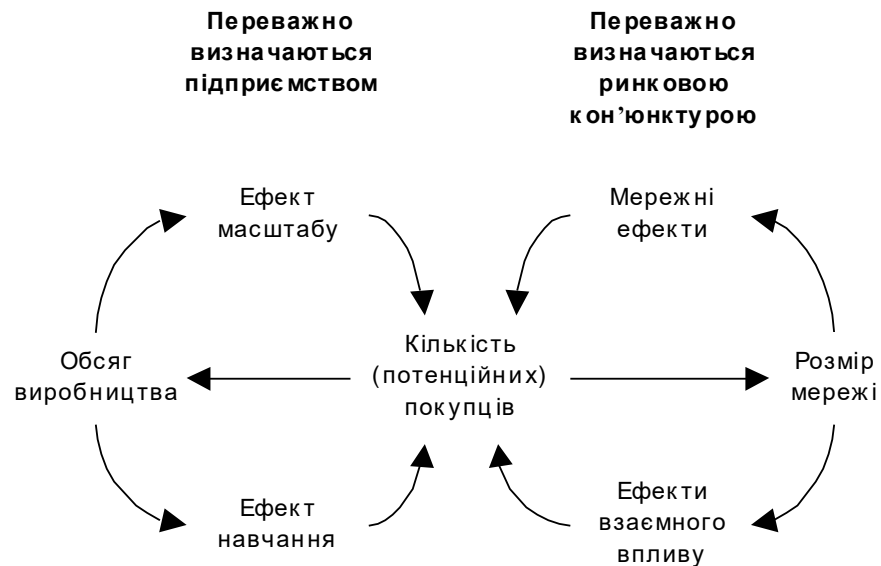 Переважно
визначаються
підприємством
Переважно
визначаються
ринковою
кон’юнктурою
Ефект
масштабу
Мережні
ефекти
Обсяг
виробництва
Кількість
(потенційних)
покупців
Розмір
мережі
Ефект
навчання
Ефекти
взаємного
впливу